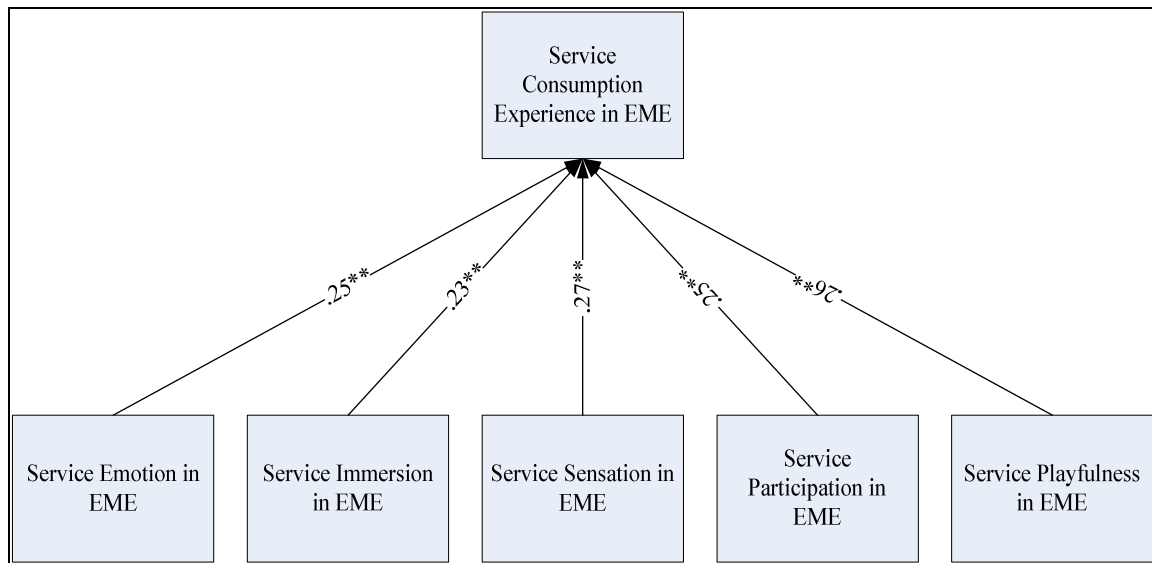 Service
Consumption
Experience in EME
.25**
.23**
.27**
.25**
.26**
Service Emotion in
EME
Service Immersion
in EME
Service Sensation in
EME
Service
Participation in
EME
Service Playfulness
in EME